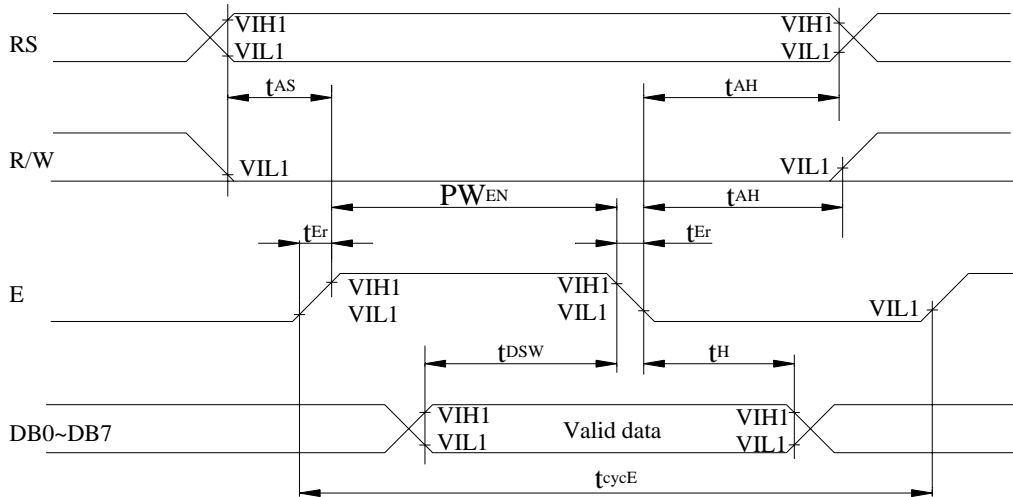 RS
VIH1
VIL1
VIH1
VIL1
tAS
tAH
R/W
VIL1
VIL1
PWEN
tAH
tEr
tEr
E
VIH1
VIL1
VIH1
VIL1
VIL1
tDSW
tH
DB0~DB7
VIH1
VIL1
Valid data
VIH1
VIL1
tcycE